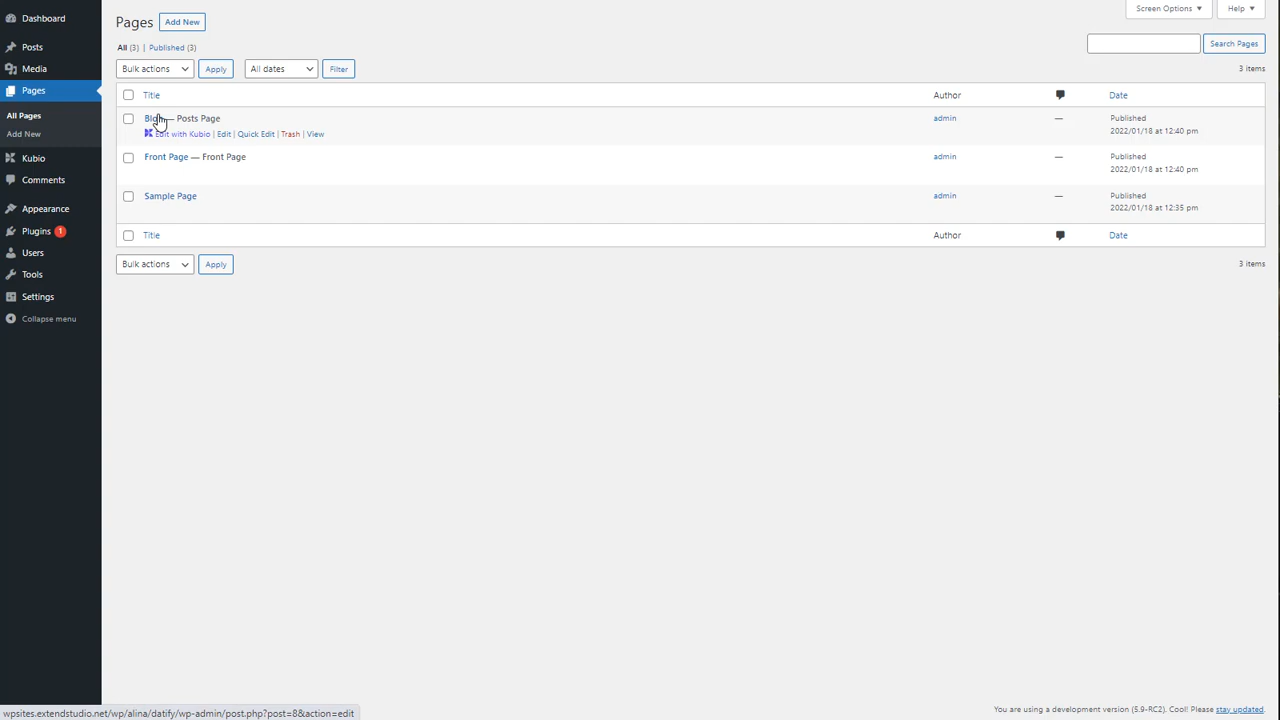 Dashboard
Posts
Media
Pages
All Pages
Add New
Kubio
Comments
Appearance
Plugins 1
Users
Tools
Settings
Collapse menu
Screen Options ▼ Help ▼
Pages Add New
All (3) | Published (3)
Search Pages
Bulk actions Apply All dates Filter 3 items
Title Author Date
— Posts Page admin — Published
Edit with Kubio | Edit | Quick Edit | Trash | View 2022/01/18 at 12:40 pm
Front Page — Front Page admin — Published
2022/01/18 at 12:40 pm
Sample Page admin — Published
2022/01/18 at 12:35 pm
Title Author Date
Bulk actions Apply 3 items
You are using a development version (5.9-RC2). Cool! Please stay updated.
wpsites.extendstudio.net/wp/alina/datify/wp-admin/post.php?post=8&action=edit